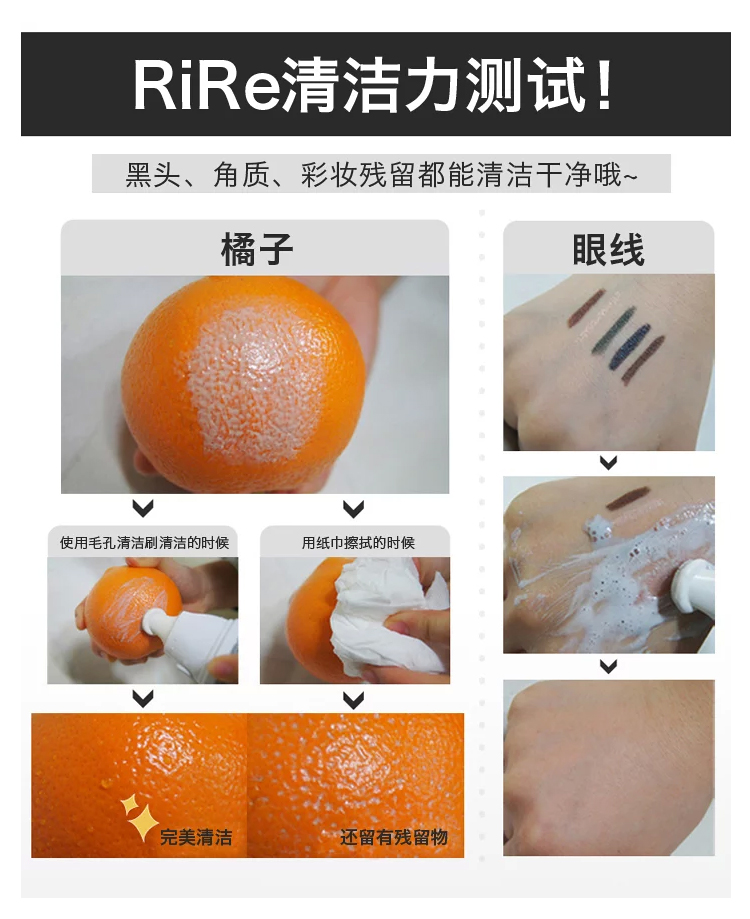 RiRe清洁力测试！
黑头、角质、彩妆残留都能清洁干净哦~
橘子
眼线
使用毛孔清洁刷清洁的时候
用纸巾擦拭的时候
完美清洁
还留有残留物